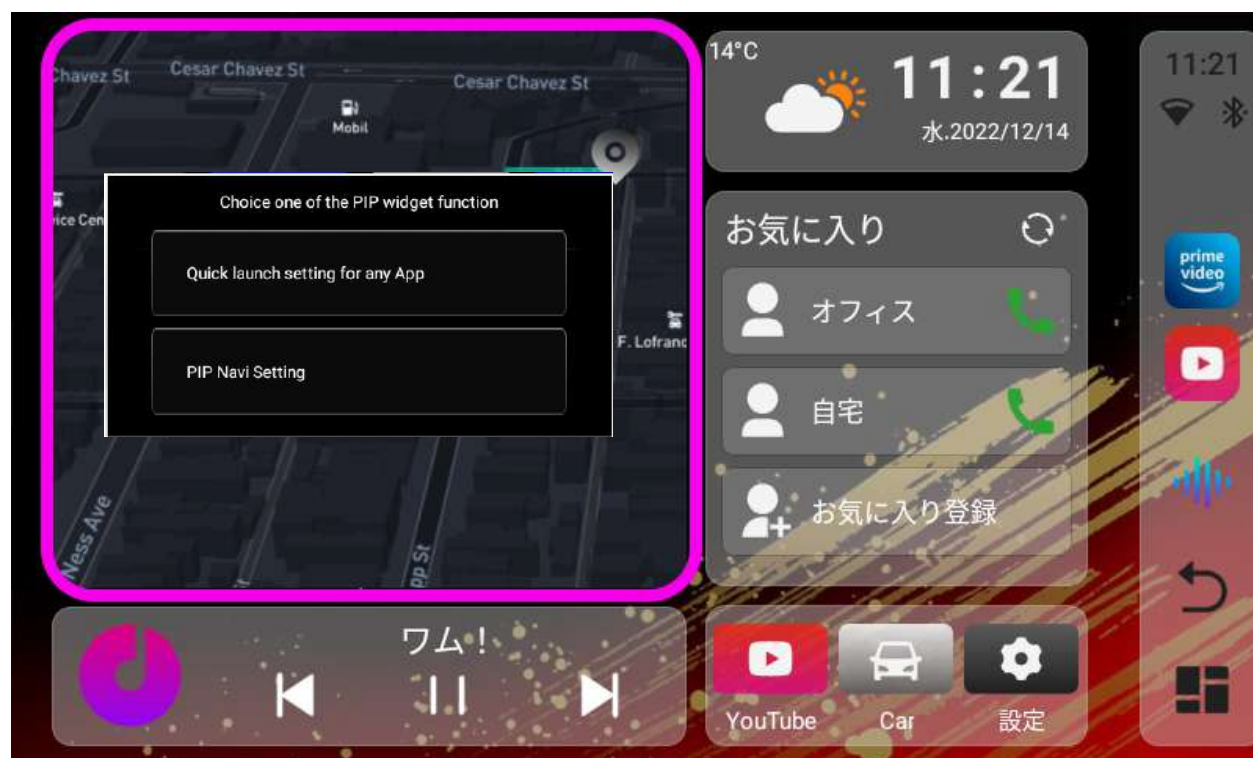 Chavez St
Cesar Chavez St
Cesar Chavez St
Mobil
Choice one of the PIP widget function
Quick launch setting for any App
PIP Navi Setting
F. Lofranc
Ness Ave
14°C
11:21
水.2022/12/14
お気に入り
オフィス
自宅
お気に入り登録
ワム!
YouTube
Car
設定
11:21
prime
video